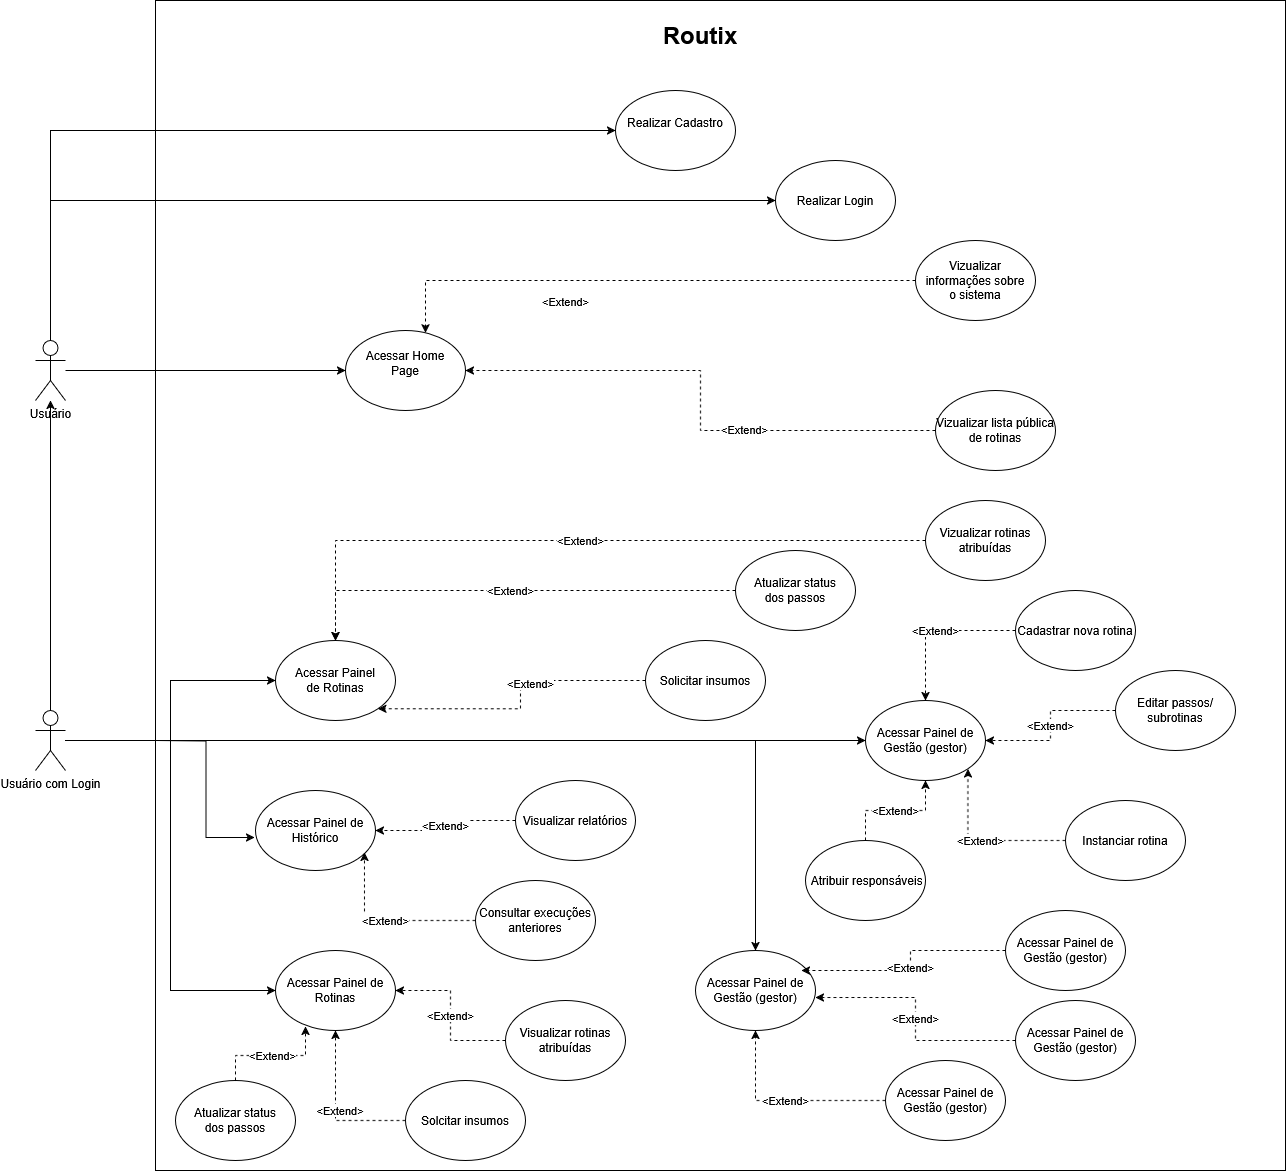 Routix
Realizar Cadastro
Realizar Login
Vizualizar
informações sobre
o sistema
<Extend>
Acessar Home
Page
Usuário
Vizualizar lista pública
de rotinas
<Extend>
Vizualizar rotinas
atribuídas
<Extend>
Atualizar status
dos passos
<Extend>
Cadastrar nova rotina
<Extend>
Acessar Painel
de Rotinas
Solicitar insumos
<Extend>
Editar passos/
subrotinas
<Extend>
Acessar Painel de
Gestão (gestor)
Usuário com Login
Acessar Painel de
Histórico
Visualizar relatórios
<Extend>
<Extend>
Instanciar rotina
<Extend>
Atribuir responsáveis
Consultar execuções
anteriores
<Extend>
Acessar Painel de
Gestão (gestor)
<Extend>
Acessar Painel de
Rotinas
Acessar Painel de
Gestão (gestor)
<Extend>
<Extend>
Visualizar rotinas
atribuídas
Acessar Painel de
Gestão (gestor)
<Extend>
Acessar Painel de
Gestão (gestor)
<Extend>
<Extend>
Atualizar status
dos passos
Solcitar insumos